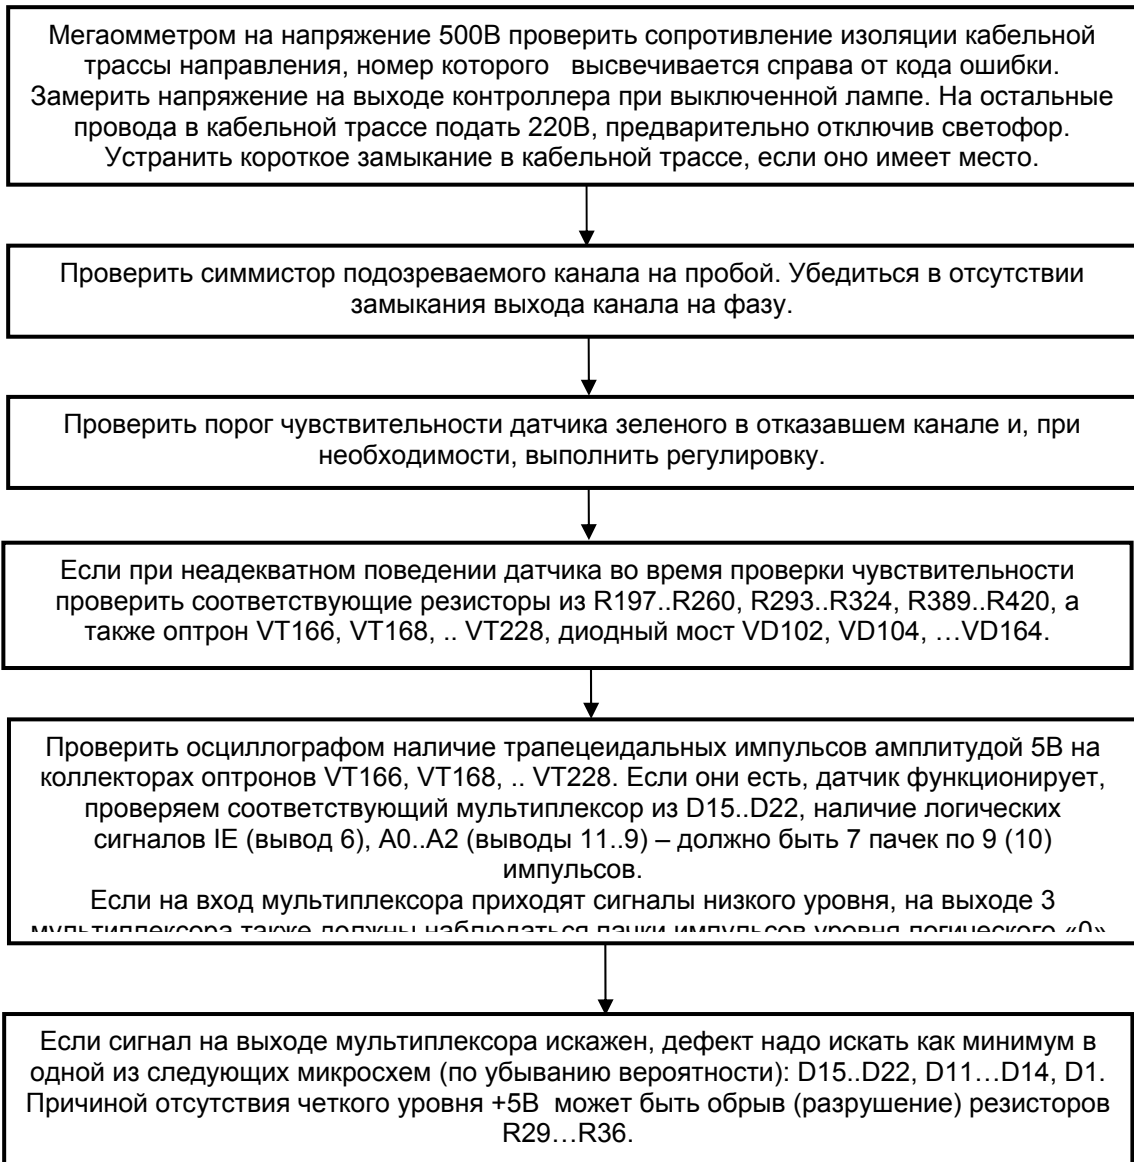 Мегаомметром на напряжение 500В проверить сопротивление изоляции кабельной
трассы направления, номер которого высвечивается справа от кода ошибки.
Замерить напряжение на выходе контроллера при выключенной лампе. На остальные
провода в кабельной трассе подать 220В, предварительно отключив светофор.
Устранить короткое замыкание в кабельной трассе, если оно имеет место.
Проверить симмистор подозреваемого канала на пробой. Убедиться в отсутствии
замыкания выхода канала на фазу.
Проверить порог чувствительности датчика зеленого в отказавшем канале и, при
необходимости, выполнить регулировку.
Если при неадекватном поведении датчика во время проверки чувствительности
проверить соответствующие резисторы из R197..R260, R293..R324, R389..R420, а
также оптрон VT166, VT168, .. VT228, диодный мост VD102, VD104, …VD164.
Проверить осциллографом наличие трапецеидальных импульсов амплитудой 5В на
коллекторах оптронов VT166, VT168, .. VT228. Если они есть, датчик функционирует,
проверяем соответствующий мультиплексор из D15..D22, наличие логических
сигналов IE (вывод 6), A0..A2 (выводы 11..9) – должно быть 7 пачек по 9 (10)
импульсов.
Если на вход мультиплексора приходят сигналы низкого уровня, на выходе 3
мультиплексора также должны наблюдаться пачки импульсов уровня логического «0»
Если сигнал на выходе мультиплексора искажен, дефект надо искать как минимум в
одной из следующих микросхем (по убыванию вероятности): D15..D22, D11…D14, D1.
Причиной отсутствия четкого уровня +5В может быть обрыв (разрушение) резисторов
R29…R36.